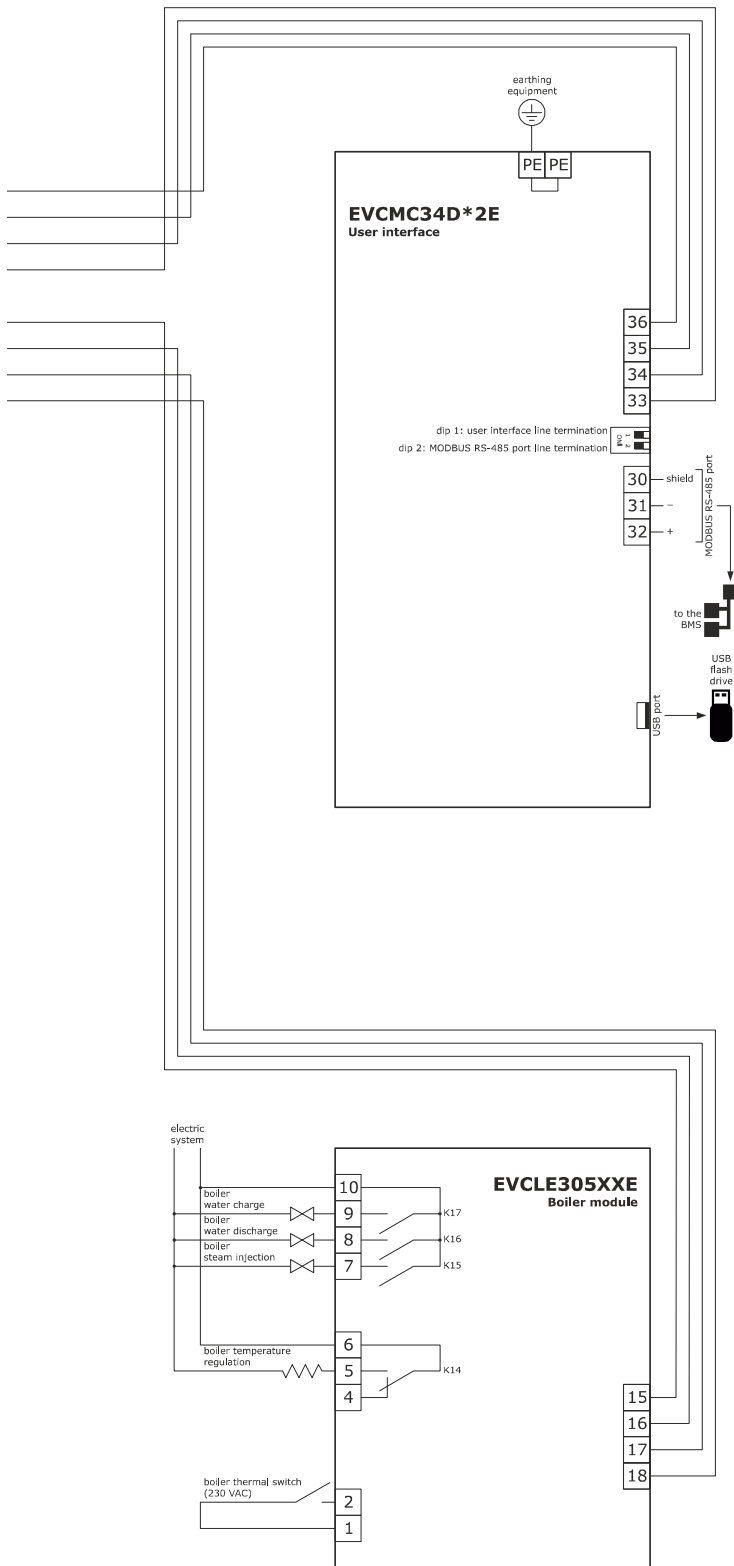 earthing
equipment
PE PE
EVCMC34D*2E
User interface
36
35
34
33
dip 1: user interface line termination
dip 2: MODBUS RS-485 port line termination
1
2
ON
30
shield
31
–
32
+
MODBUS RS-485 port
to the
BMS
USB
flash
drive
USB port
electric
system
EVCLE305XXE
Boiler module
10
boiler
water charge
9
K17
boiler
water discharge
8
K16
boiler
steam injection
7
K15
6
boiler temperature
regulation
5
K14
4
15
16
17
18
boiler thermal switch
(230 VAC)
2
1